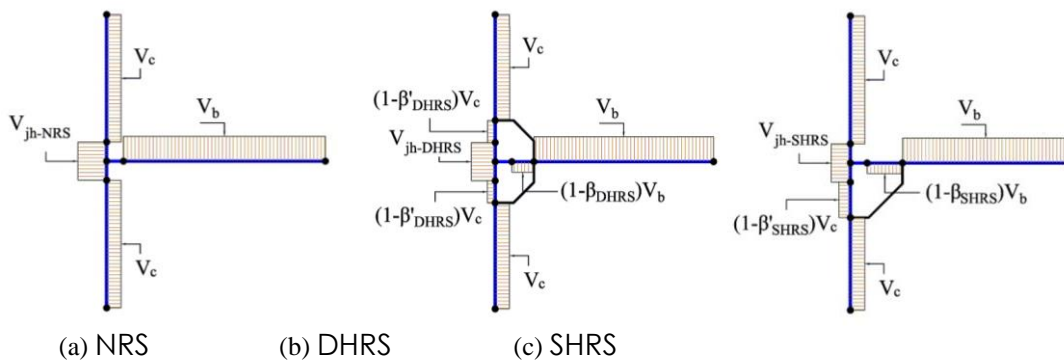 V_c
V_jh-NRS
V_b
V_c
(a) NRS
V_c
(1-β'_DHRS)V_c
V_jh-DHRS
V_b
(1-β'_DHRS)V_c
(1-β_DHRS)V_b
V_c
(b) DHRS
V_c
V_jh-SHRS
V_b
(1-β_SHRS)V_b
(1-β'_SHRS)V_c
V_c
(c) SHRS